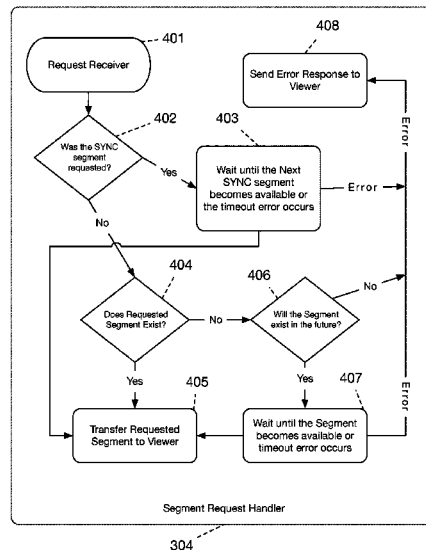 401
Request Receiver
408
Send Error Response to
Viewer
402
Was the SYNC
segment
requested?
Yes
403
Wait until the Next
SYNC segment
becomes available or
the timeout error occurs
Error
Error
No
404
Does Requested
Segment Exist?
No
406
Will the Segment
exist in the future?
No
Yes
Yes
405
Transfer Requested
Segment to Viewer
407
Wait until the Segment
becomes available or
timeout error occurs
Error
Segment Request Handler
304